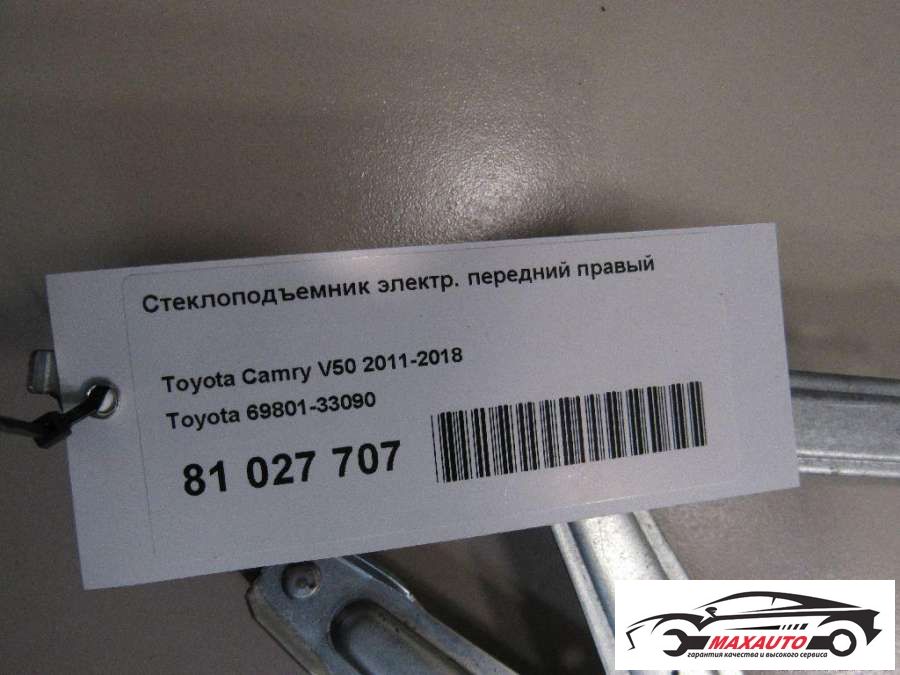 Стеклоподъемник электр. передний правый
Toyota Camry V50 2011-2018
Toyota 69801-33090
81 027 707
MAXAUTO
гарантия качества и высокого сервиса